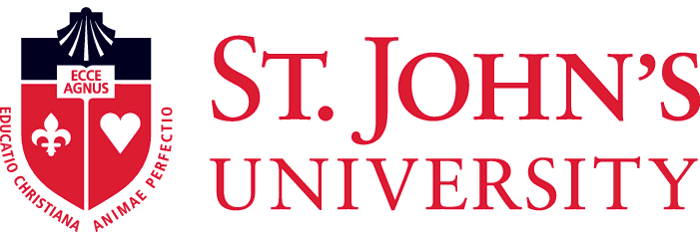 ECCE
AGNUS
EDUCATIO CHRISTIANA ANIMAE PERFECTIO
ST. JOHN'S
UNIVERSITY